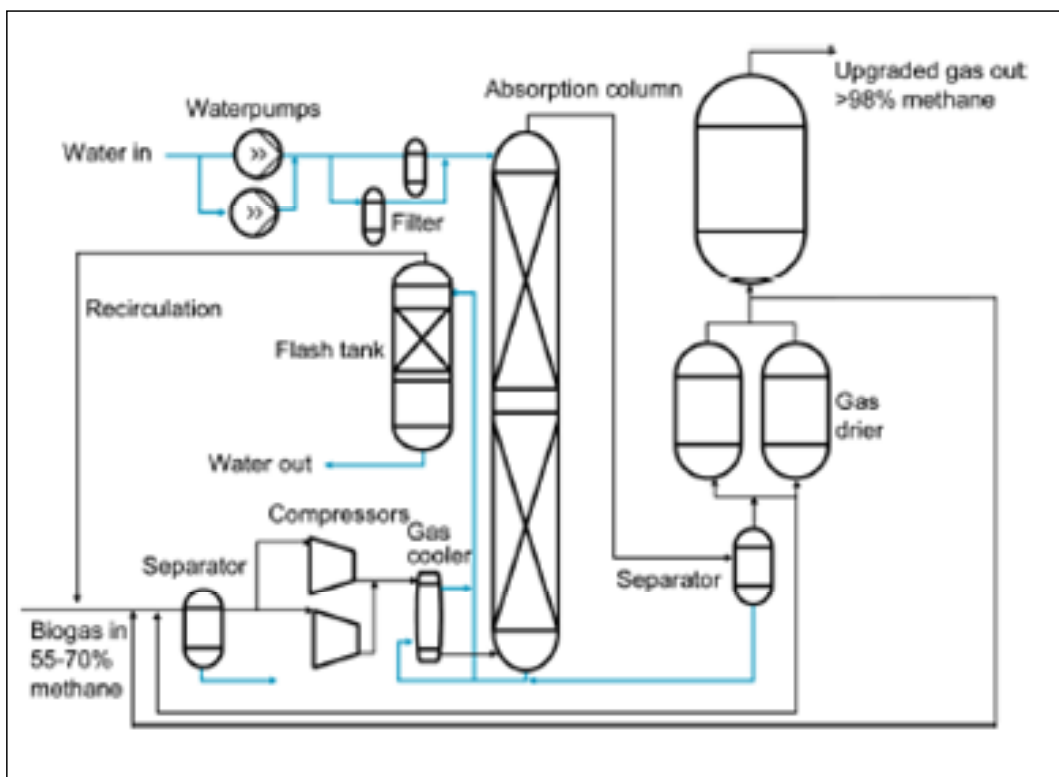 Absorption column
Upgraded gas out:
>98% methane
Waterpumps
Water in
Filter
Recirculation
Flash tank
Gas
drier
Water out
Compressors
Gas
cooler
Separator
Separator
Biogas in
55-70%
methane